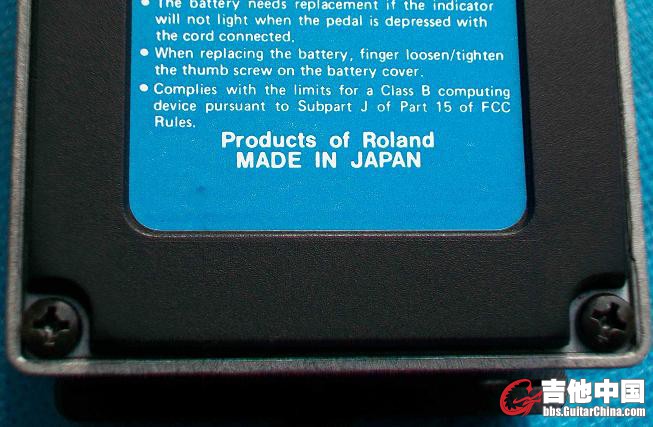 • The battery needs replacement if the indicator
will not light when the pedal is depressed with
the cord connected.
• When replacing the battery, finger loosen/tighten
the thumb screw on the battery cover.
• Complies with the limits for a Class B computing
device pursuant to Subpart J of Part 15 of FCC
Rules.
Products of Roland
MADE IN JAPAN
吉他中国
bbs.GuitarChina.com